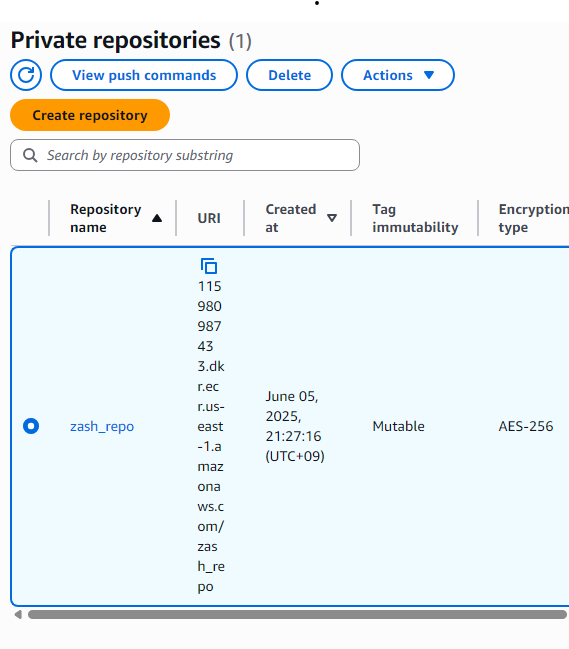 Private repositories (1)
View push commands
Delete
Actions
Create repository
Search by repository substring
Repository
name
URI
Created
at
Tag
immutability
Encryption
type
zash_repo
115
980
987
43
3.dk
r.ec
r.us-
east
-1.a
maz
ona
ws.c
om/
zas
h_re
po
June 05,
2025,
21:27:16
(UTC+09)
Mutable
AES-256